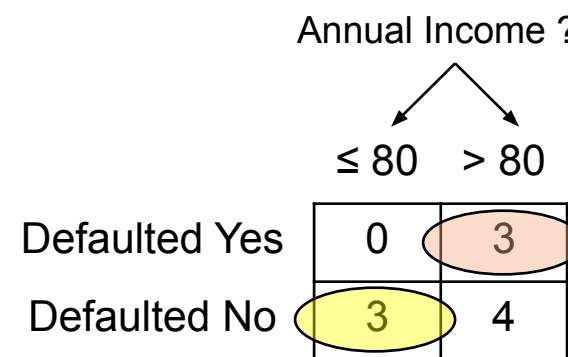 Annual Income ?
≤ 80 > 80
Defaulted Yes 0 3
Defaulted No 3 4